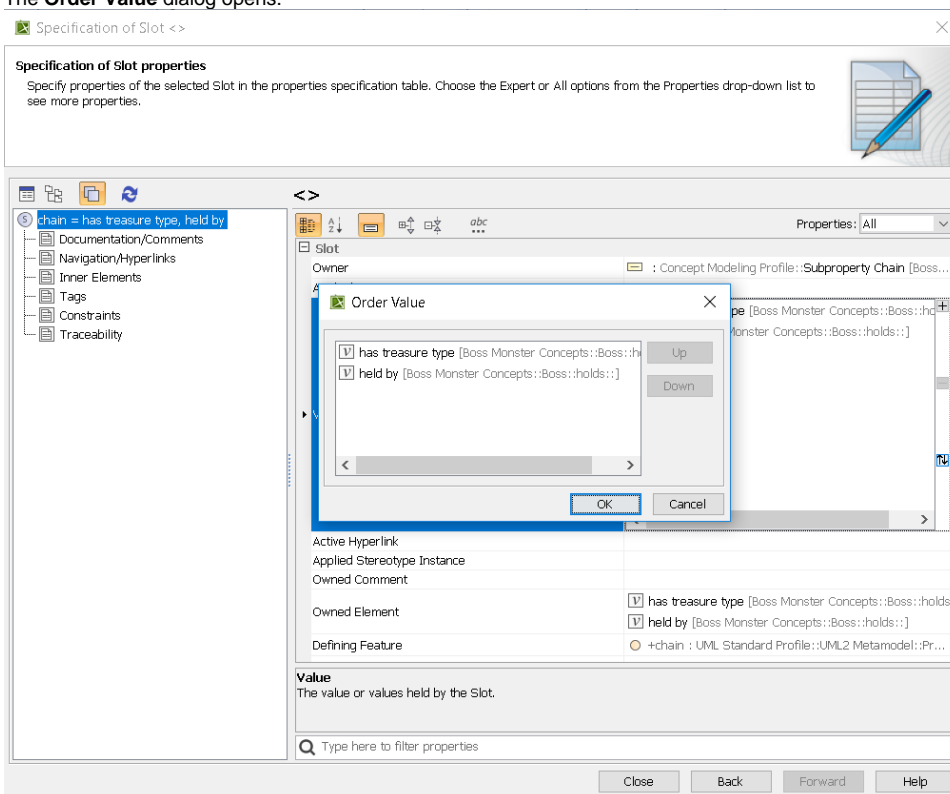 The Order Value dialog opens.
Specification of Slot <>
Specification of Slot properties
Specify properties of the selected Slot in the properties specification table. Choose the Expert or All options from the Properties drop-down list to
see more properties.
<>
chain = has treasure type, held by
Documentation/Comments
Navigation/Hyperlinks
Inner Elements
Tags
Constraints
Traceability
Properties: All
Slot
Owner
: Concept Modeling Profile::Subproperty Chain [Boss...
Order Value
has treasure type [Boss Monster Concepts::Boss::h
held by [Boss Monster Concepts::Boss::holds::]
Up
Down
OK
Cancel
pe [Boss Monster Concepts::Boss::ho
Monster Concepts::Boss::holds::]
Active Hyperlink
Applied Stereotype Instance
Owned Comment
Owned Element
has treasure type [Boss Monster Concepts::Boss::holds
held by [Boss Monster Concepts::Boss::holds::]
Defining Feature
+chain : UML Standard Profile::UML2 Metamodel::Pr...
Value
The value or values held by the Slot.
Type here to filter properties
Close
Back
Forward
Help